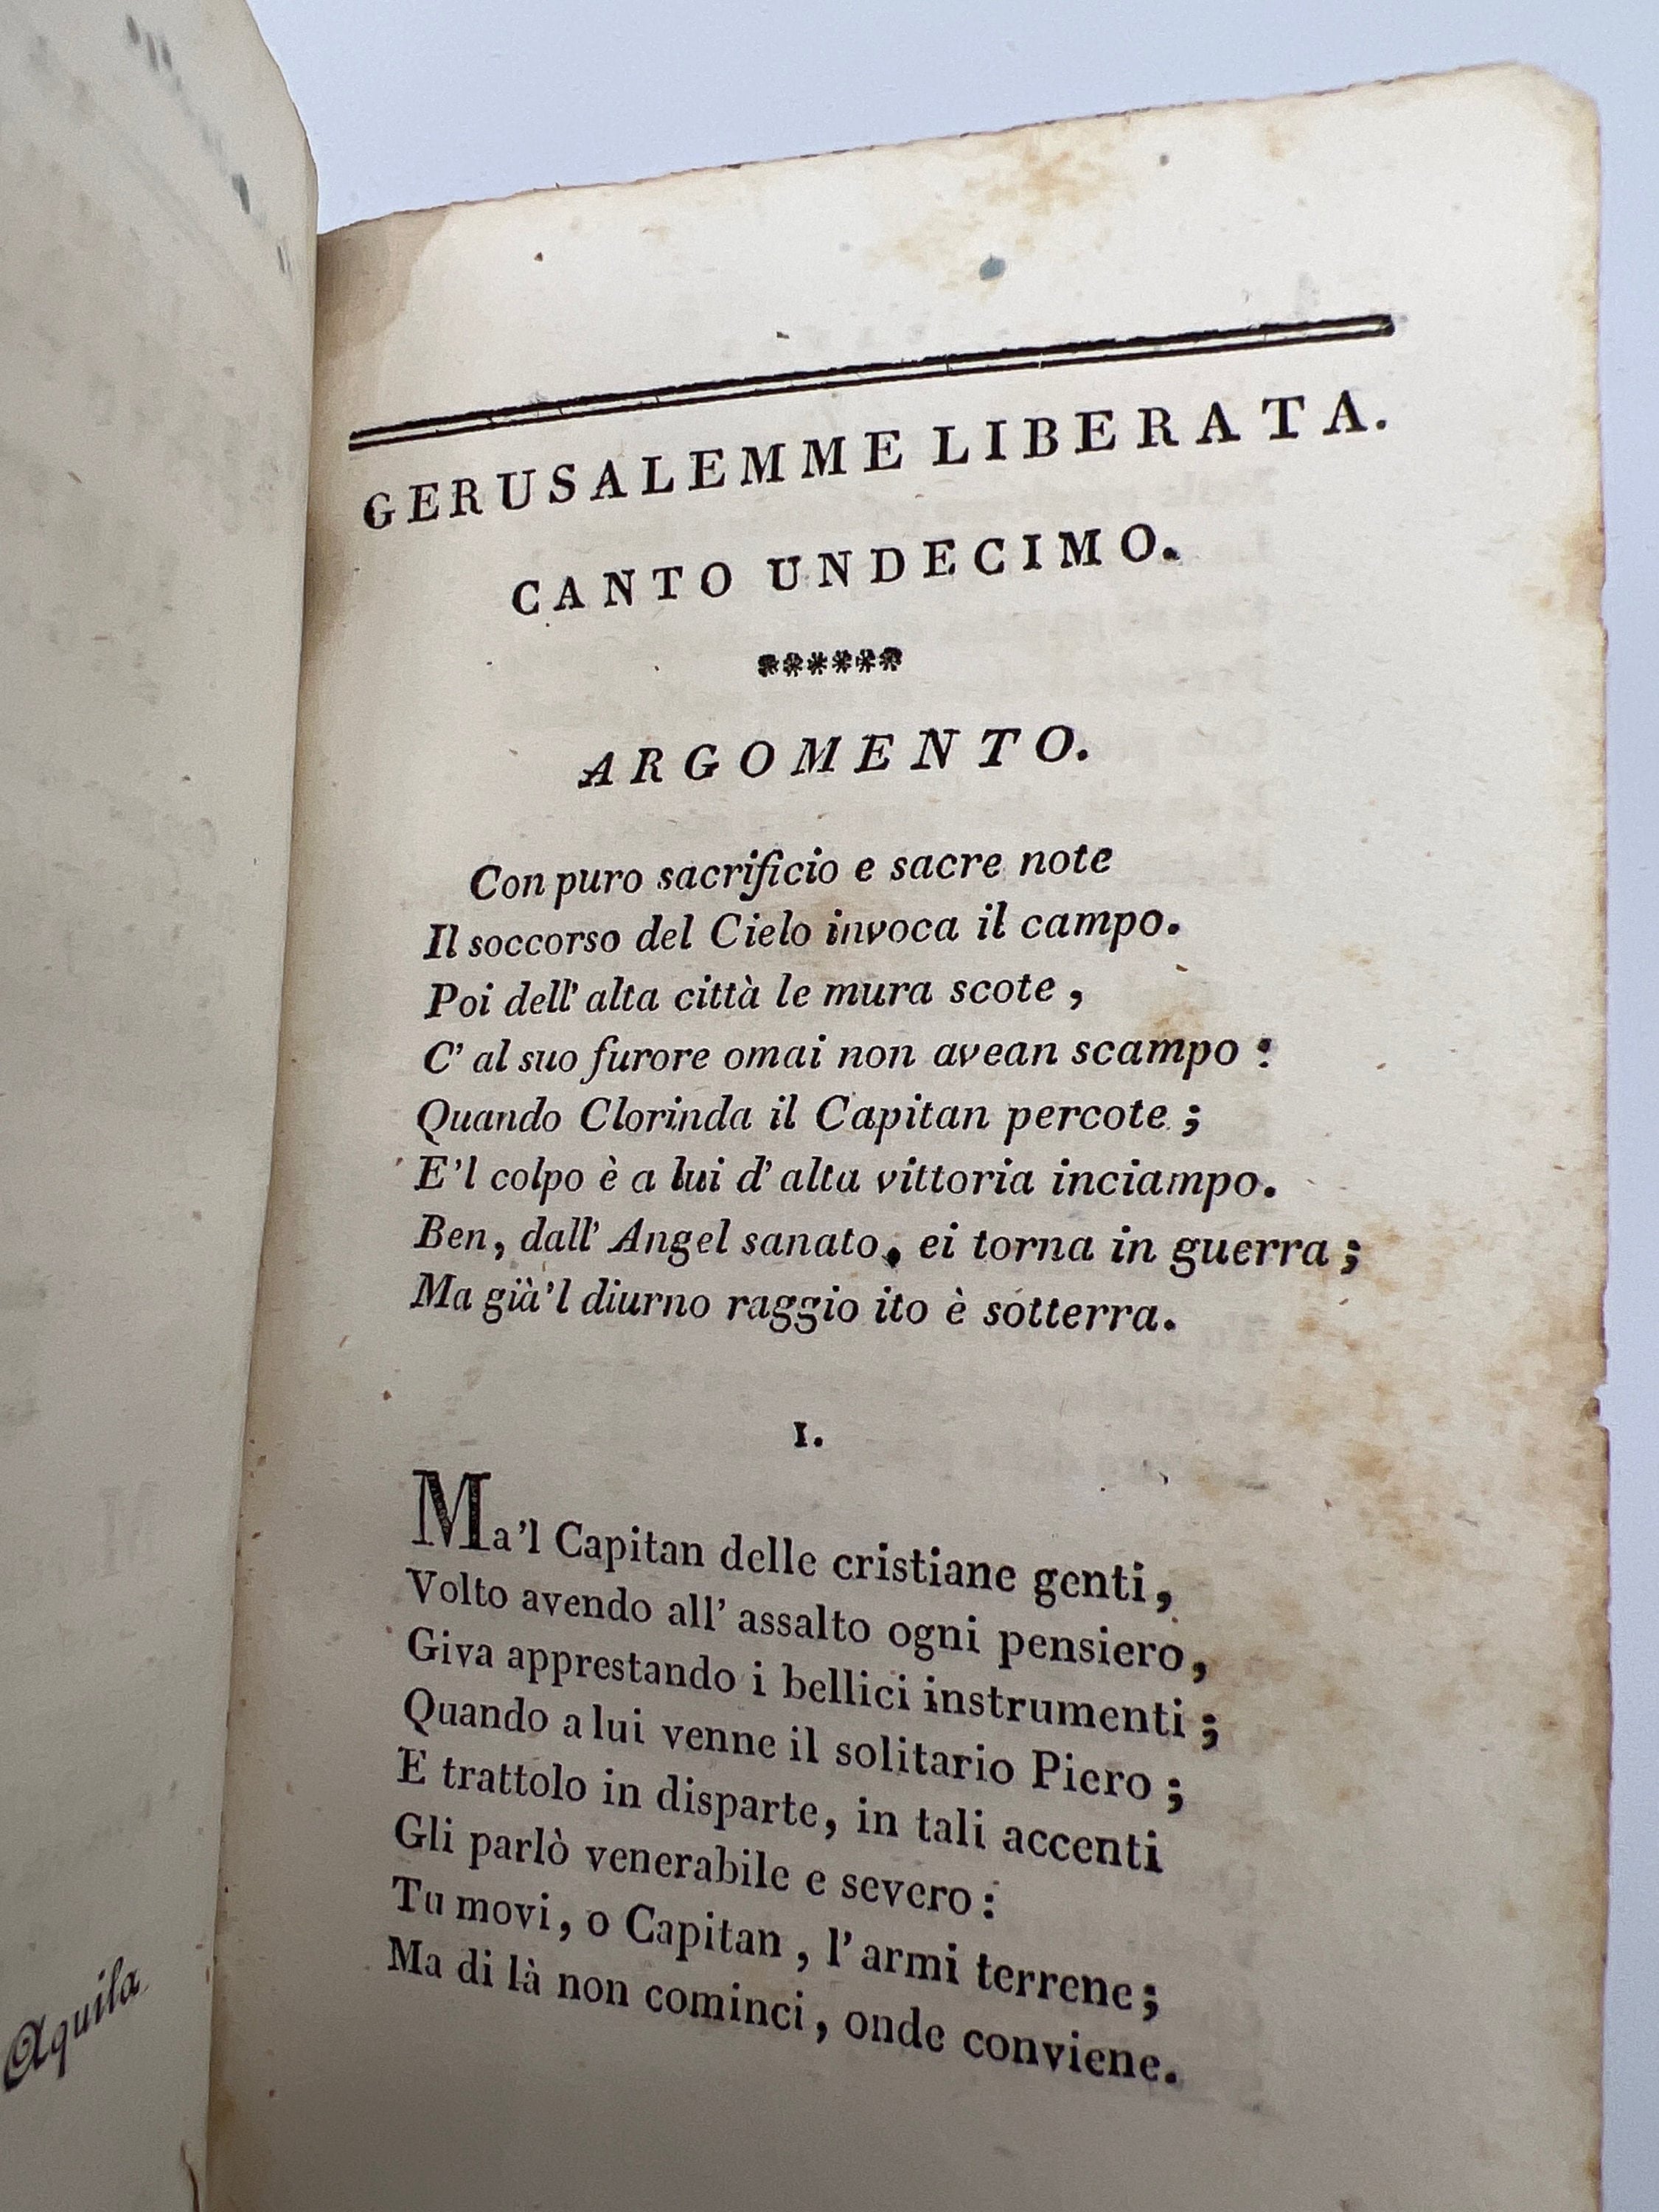 GERUSALEMME LIBERATA.
CANTO UNDECIMO.
******
ARGOMENTO.
Con puro sacrificio e sacre note
Il soccorso del Cielo invoca il campo.
Poi dell' alta città le mura scote ,
C' al suo furore omai non avean scampo :
Quando Clorinda il Capitan percote ;
E'l colpo è a lui d' alta vittoria inciampo.
Ben, dall' Angel sanato, ei torna in guerra ;
Ma già'l diurno raggio ito è sotterra.
I.
Ma'l Capitan delle cristiane genti,
Volto avendo all' assalto ogni pensiero,
Giva apprestando i bellici instrumenti ;
Quando a lui venne il solitario Piero ;
E trattolo in disparte, in tali accenti
Gli parlò venerabile e severo :
Tu movi, o Capitan , l' armi terrene ;
Ma di là non cominci, onde conviene.
Aquila